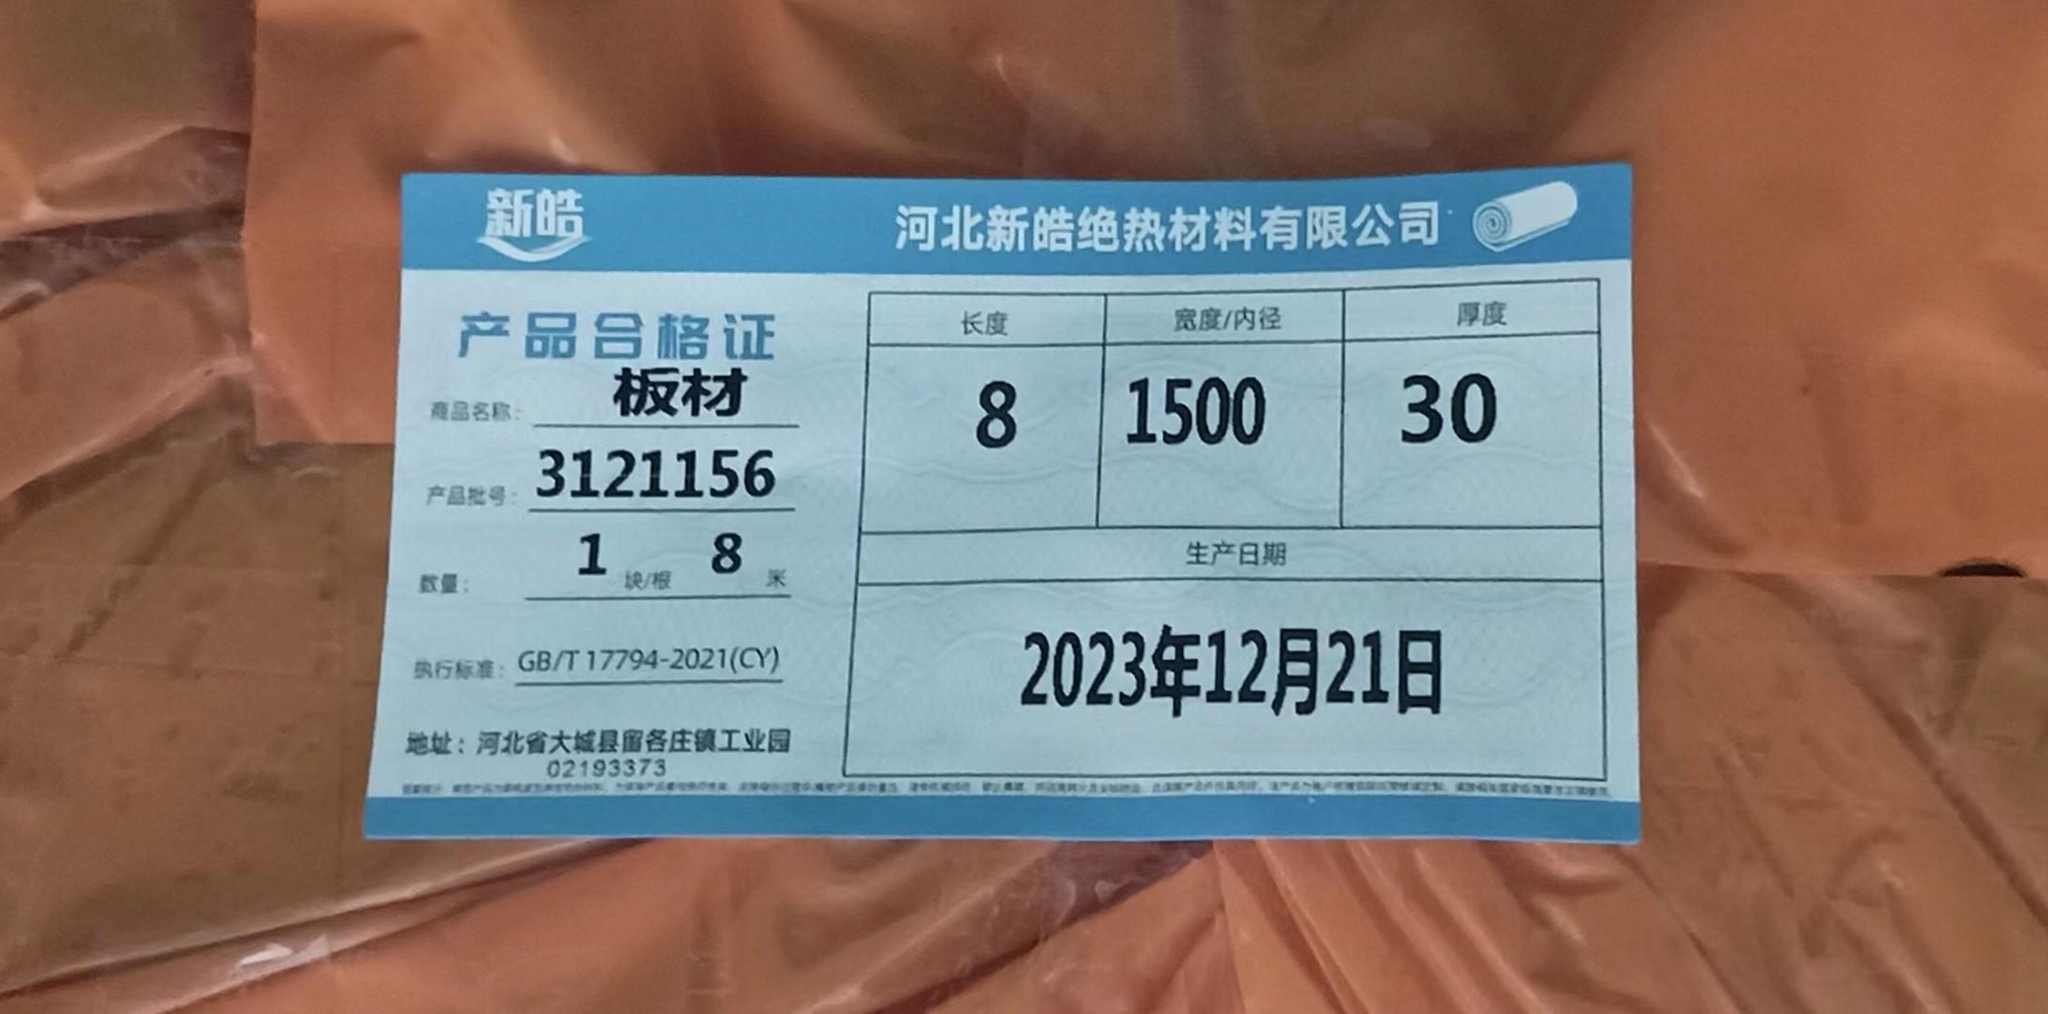 新皓
河北新皓绝热材料有限公司
产品合格证
商品名称： 板材
产品批号： 3121156
数量： 1 块/根 8 米
执行标准： GB/T 17794-2021(CY)
地址：河北省大城县留各庄镇工业园
02193373
长度 宽度/内径 厚度
8 1500 30
生产日期
2023年12月21日